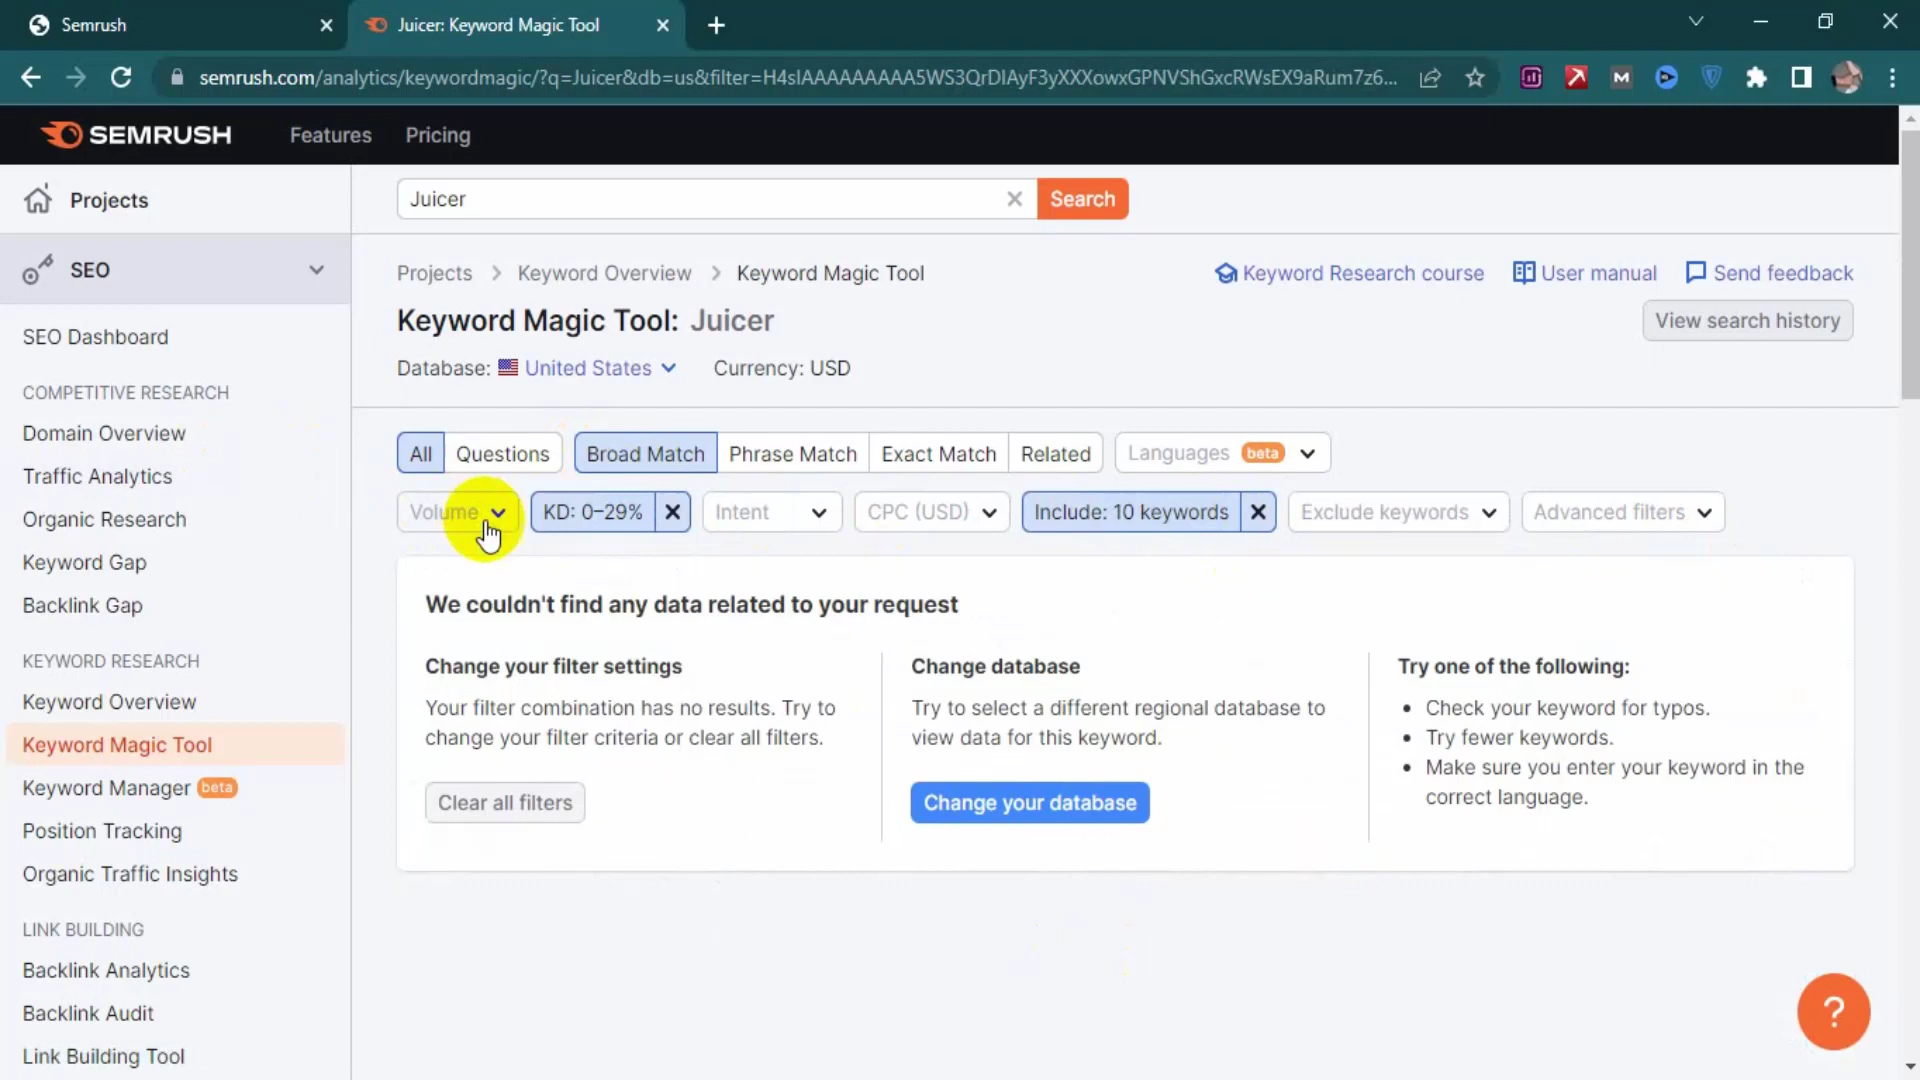 Semrush
Juicer: Keyword Magic Tool
semrush.com/analytics/keywordmagic/?q=Juicer&db=us&filter=H4sIAAAAAAAAA5WS3QrDIAyF3yXXXowxGPNVShGxcRWsEX9aRum7z6...
SEMRUSH
Features
Pricing
Projects
SEO
SEO Dashboard
COMPETITIVE RESEARCH
Domain Overview
Traffic Analytics
Organic Research
Keyword Gap
Backlink Gap
KEYWORD RESEARCH
Keyword Overview
Keyword Magic Tool
Keyword Manager beta
Position Tracking
Organic Traffic Insights
LINK BUILDING
Backlink Analytics
Backlink Audit
Link Building Tool
Juicer
Search
Projects > Keyword Overview > Keyword Magic Tool
Keyword Research course
User manual
Send feedback
Keyword Magic Tool: Juicer
View search history
Database: United States
Currency: USD
All
Questions
Broad Match
Phrase Match
Exact Match
Related
Languages beta
Volume
KD: 0–29%
Intent
CPC (USD)
Include: 10 keywords
Exclude keywords
Advanced filters
We couldn't find any data related to your request
Change your filter settings
Your filter combination has no results. Try to
change your filter criteria or clear all filters.
Clear all filters
Change database
Try to select a different regional database to
view data for this keyword.
Change your database
Try one of the following:
• Check your keyword for typos.
• Try fewer keywords.
• Make sure you enter your keyword in the
correct language.
?